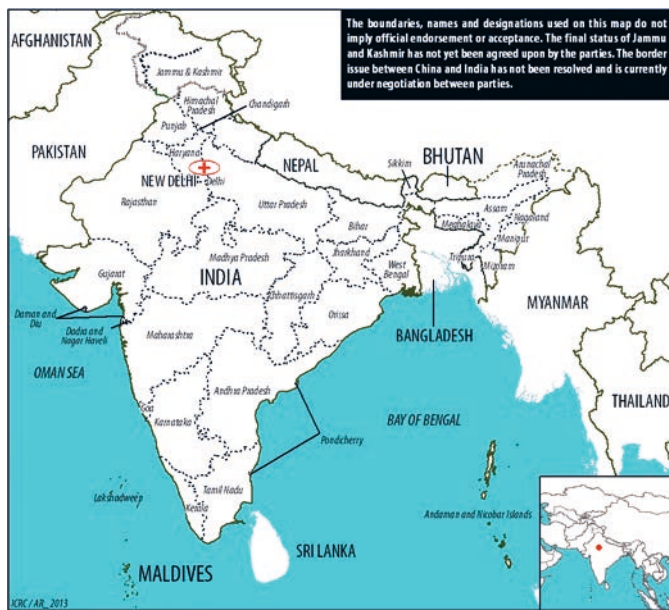 The boundaries, names and designations used on this map do not
imply official endorsement or acceptance. The final status of Jammu
and Kashmir has not yet been agreed upon by the parties. The border
issue between China and India has not been resolved and is currently
under negotiation between parties.
AFGHANISTAN
Jammu & Kashmir
Himachal
Pradesh
Chandigarh
Punjab
PAKISTAN
Haryana
NEPAL
BHUTAN
Sikkim
Arunachal
Pradesh
NEW DELHI
Delhi
Rajasthan
Uttar Pradesh
Assam
Nagaland
Meghalaya
Bihar
Manipur
Jharkhand
Tripura
Mizoram
Madhya Pradesh
West
Bengal
Gujarat
INDIA
Chhattisgarh
MYANMAR
Daman and
Diu
Orissa
Dadra and
Nagar Haveli
Maharashtra
BANGLADESH
OMAN SEA
THAILAND
Andhra Pradesh
Goa
Karnataka
BAY OF BENGAL
Pondicherry
Lakshadweep
Tamil Nadu
Kerala
Andaman and Nicobar Islands
SRI LANKA
MALDIVES
ICRC / AR_2013